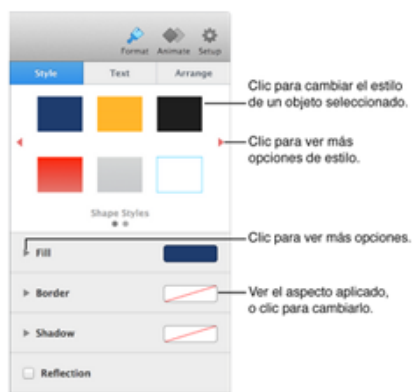 Format Animate Setup
Style Text Arrange
Clic para cambiar el estilo
de un objeto seleccionado.
Clic para ver más
opciones de estilo.
Shape Styles
Clic para ver más opciones.
Fill
Border
Ver el aspecto aplicado,
o clic para cambiarlo.
Shadow
Reflection